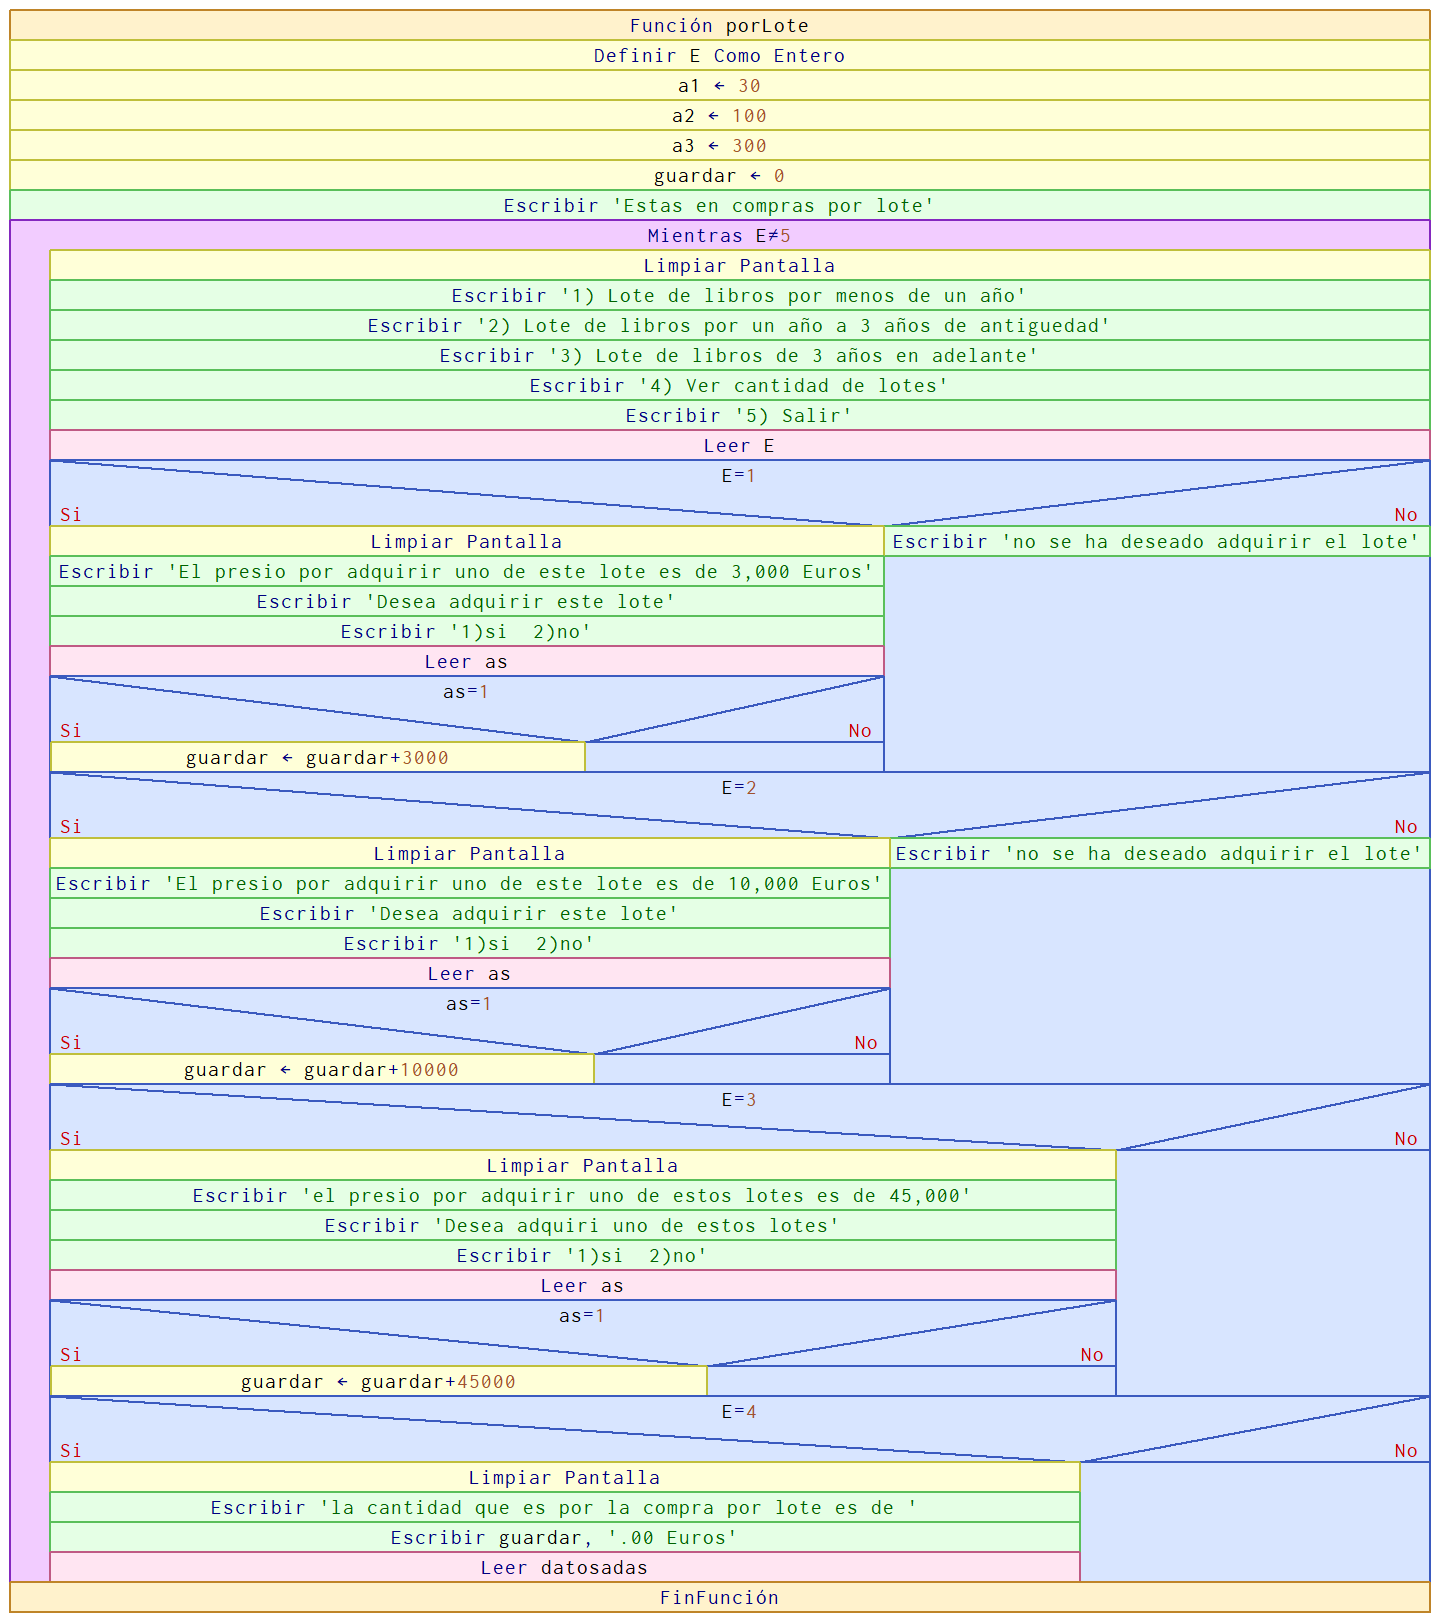 Función porLote
Definir E Como Entero
a1 ← 30
a2 ← 100
a3 ← 300
guardar ← 0
Escribir 'Estas en compras por lote'
Mientras E≠5
Limpiar Pantalla
Escribir '1) Lote de libros por menos de un año'
Escribir '2) Lote de libros por un año a 3 años de antiguedad'
Escribir '3) Lote de libros de 3 años en adelante'
Escribir '4) Ver cantidad de lotes'
Escribir '5) Salir'
Leer E
E=1
Si No
Limpiar Pantalla Escribir 'no se ha deseado adquirir el lote'
Escribir 'El presio por adquirir uno de este lote es de 3,000 Euros'
Escribir 'Desea adquirir este lote'
Escribir '1)si  2)no'
Leer as
as=1
Si No
guardar ← guardar+3000
E=2
Si No
Limpiar Pantalla Escribir 'no se ha deseado adquirir el lote'
Escribir 'El presio por adquirir uno de este lote es de 10,000 Euros'
Escribir 'Desea adquirir este lote'
Escribir '1)si  2)no'
Leer as
as=1
Si No
guardar ← guardar+10000
E=3
Si No
Limpiar Pantalla
Escribir 'el presio por adquirir uno de estos lotes es de 45,000'
Escribir 'Desea adquiri uno de estos lotes'
Escribir '1)si  2)no'
Leer as
as=1
Si No
guardar ← guardar+45000
E=4
Si No
Limpiar Pantalla
Escribir 'la cantidad que es por la compra por lote es de '
Escribir guardar, '.00 Euros'
Leer datosadas
FinFunción